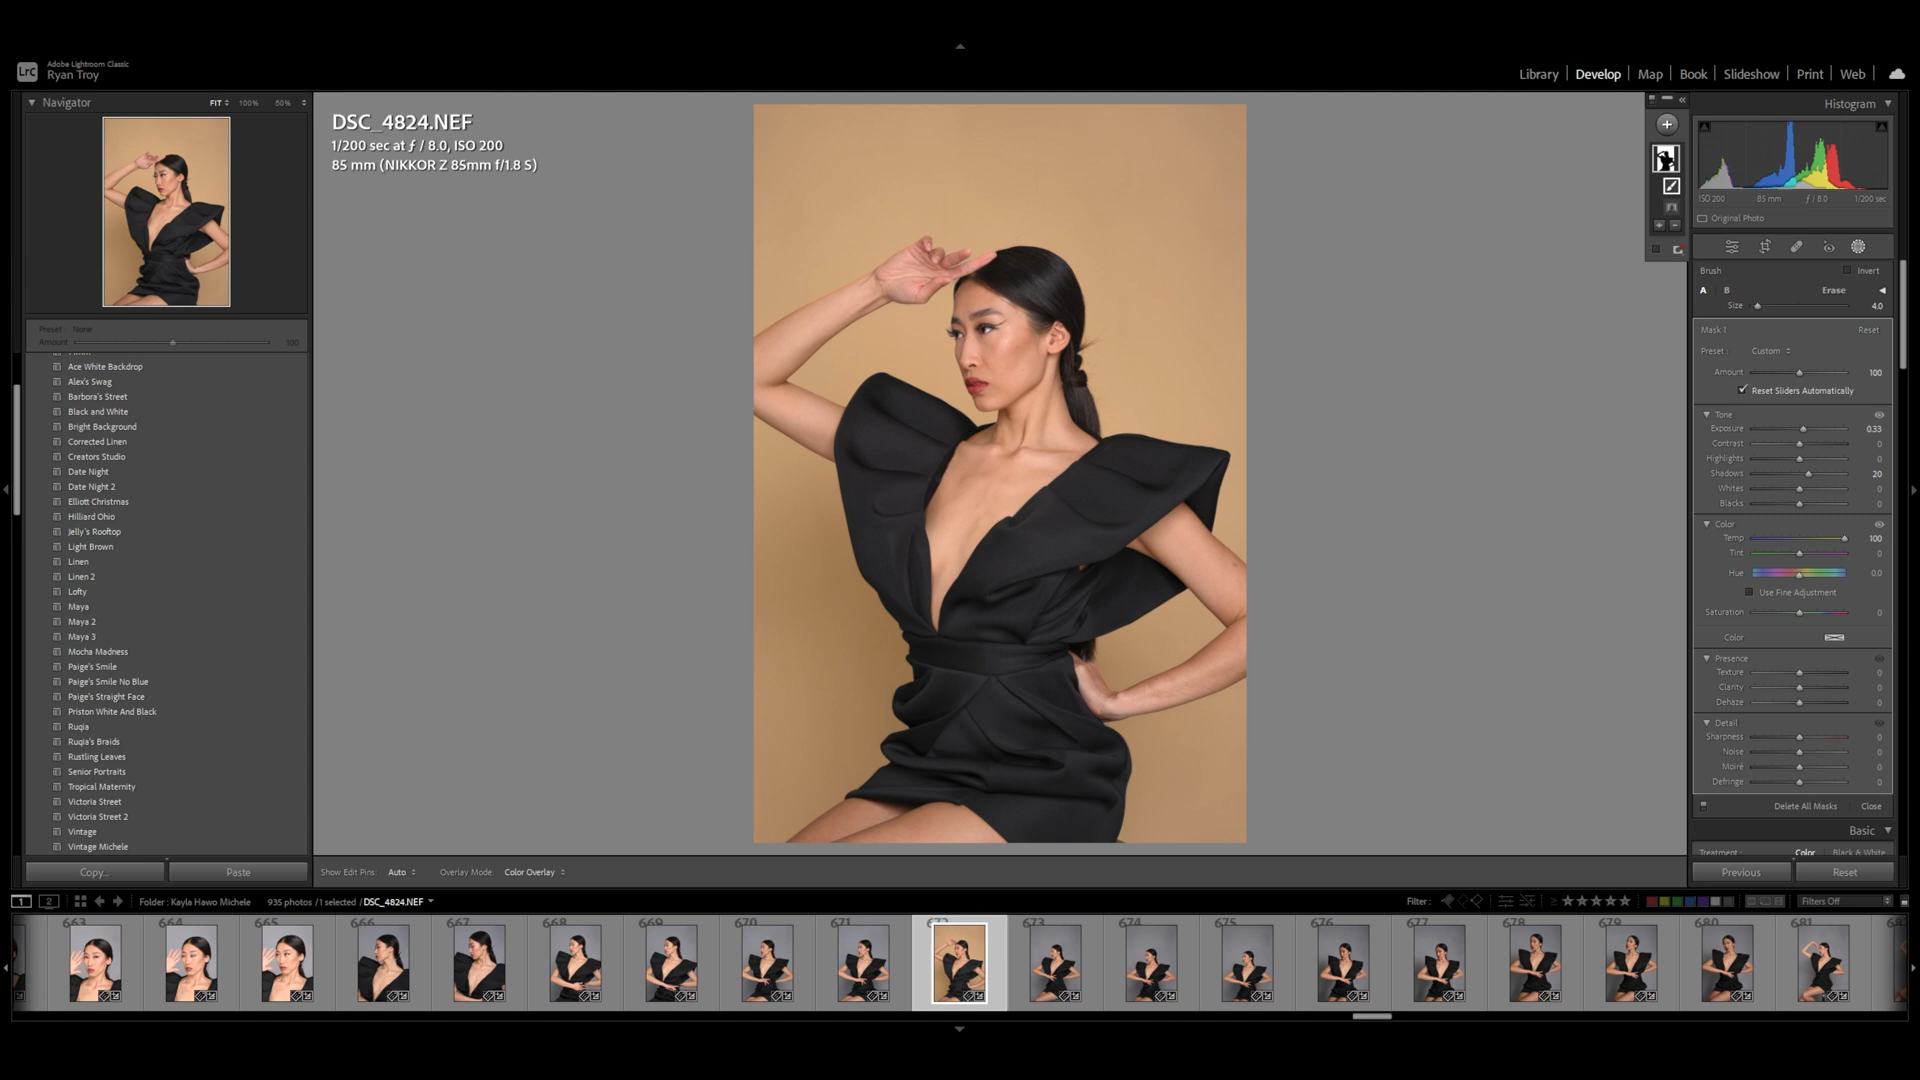 LrC
Adobe Lightroom Classic
Ryan Troy
Library | Develop | Map | Book | Slideshow | Print | Web
Navigator
FIT 100% 50%
Preset : None
Amount 100
Ace White Backdrop
Alex's Swag
Barbora's Street
Black and White
Bright Background
Corrected Linen
Creators Studio
Date Night
Date Night 2
Elliott Christmas
Hilliard Ohio
Jelly's Rooftop
Light Brown
Linen
Linen 2
Lofty
Maya
Maya 2
Maya 3
Mocha Madness
Paige's Smile
Paige's Smile No Blue
Paige's Straight Face
Priston White And Black
Ruqia
Ruqia's Braids
Rustling Leaves
Senior Portraits
Tropical Maternity
Victoria Street
Victoria Street 2
Vintage
Vintage Michele
Copy...
Paste
DSC_4824.NEF
1/200 sec at ƒ / 8.0, ISO 200
85 mm (NIKKOR Z 85mm f/1.8 S)
Show Edit Pins: Auto
Overlay Mode: Color Overlay
Histogram
ISO 200 85 mm ƒ / 8.0 1/200 sec
Original Photo
Brush
Invert
A B Erase
Size 4.0
Mask 1 Reset
Preset : Custom
Amount 100
Reset Sliders Automatically
Tone
Exposure 0.33
Contrast 0
Highlights 0
Shadows 20
Whites 0
Blacks 0
Color
Temp 100
Tint 0
Hue 0.0
Use Fine Adjustment
Saturation 0
Color
Presence
Texture 0
Clarity 0
Dehaze 0
Detail
Sharpness 0
Noise 0
Moiré 0
Defringe 0
Delete All Masks Close
Basic
Treatment : Color Black & White
Previous
Reset
1 2
Folder : Kayla Hawo Michele
935 photos / 1 selected / DSC_4824.NEF
Filter :
Filters Off
663 664 665 666 667 668 669 670 671 672 673 674 675 676 677 678 679 680 681